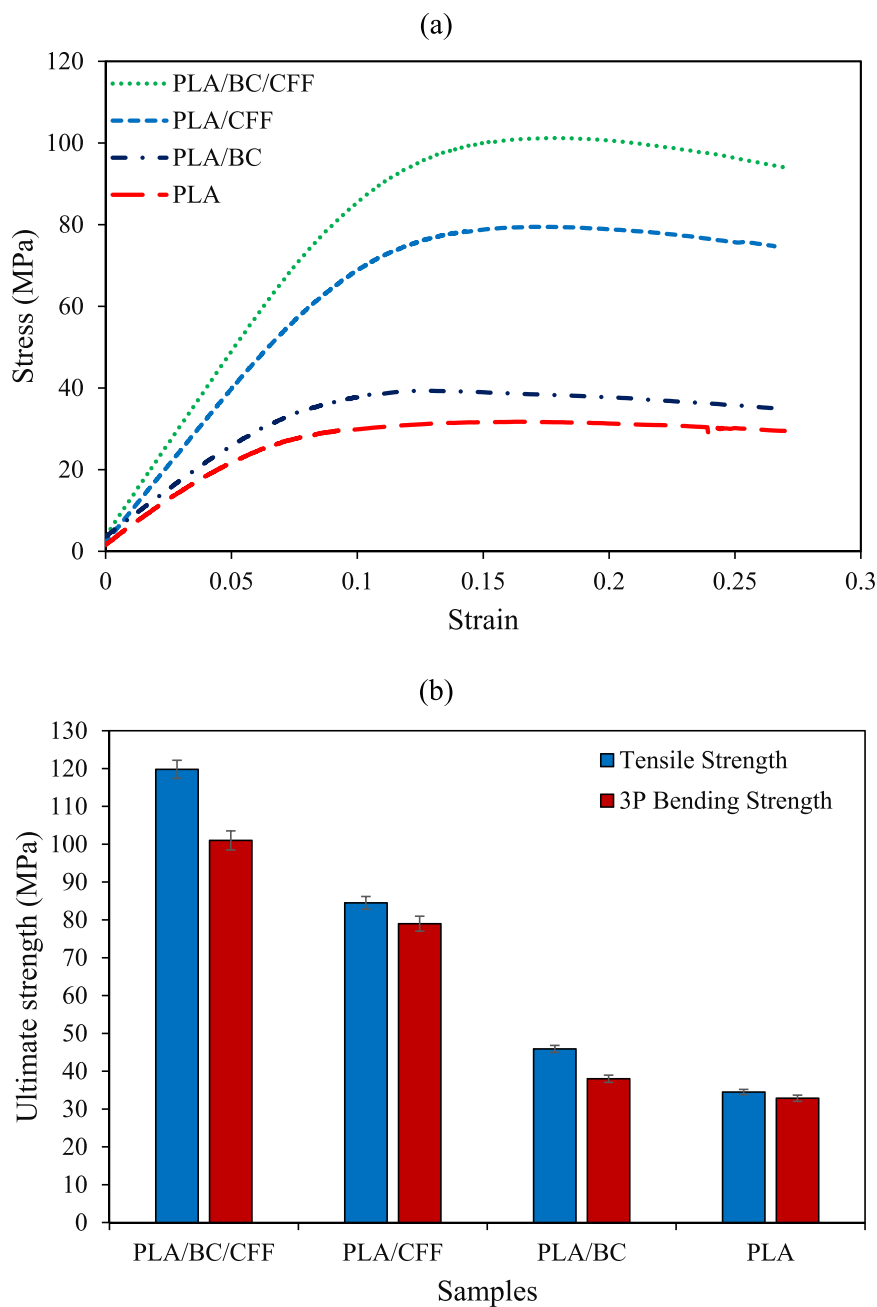 (a)
120
100
80
60
40
20
0
Stress (MPa)
PLA/BC/CFF
PLA/CFF
PLA/BC
PLA
0 0.05 0.1 0.15 0.2 0.25 0.3
Strain
(b)
130
120
110
100
90
80
70
60
50
40
30
20
10
0
Ultimate strength (MPa)
Tensile Strength
3P Bending Strength
PLA/BC/CFF PLA/CFF PLA/BC PLA
Samples